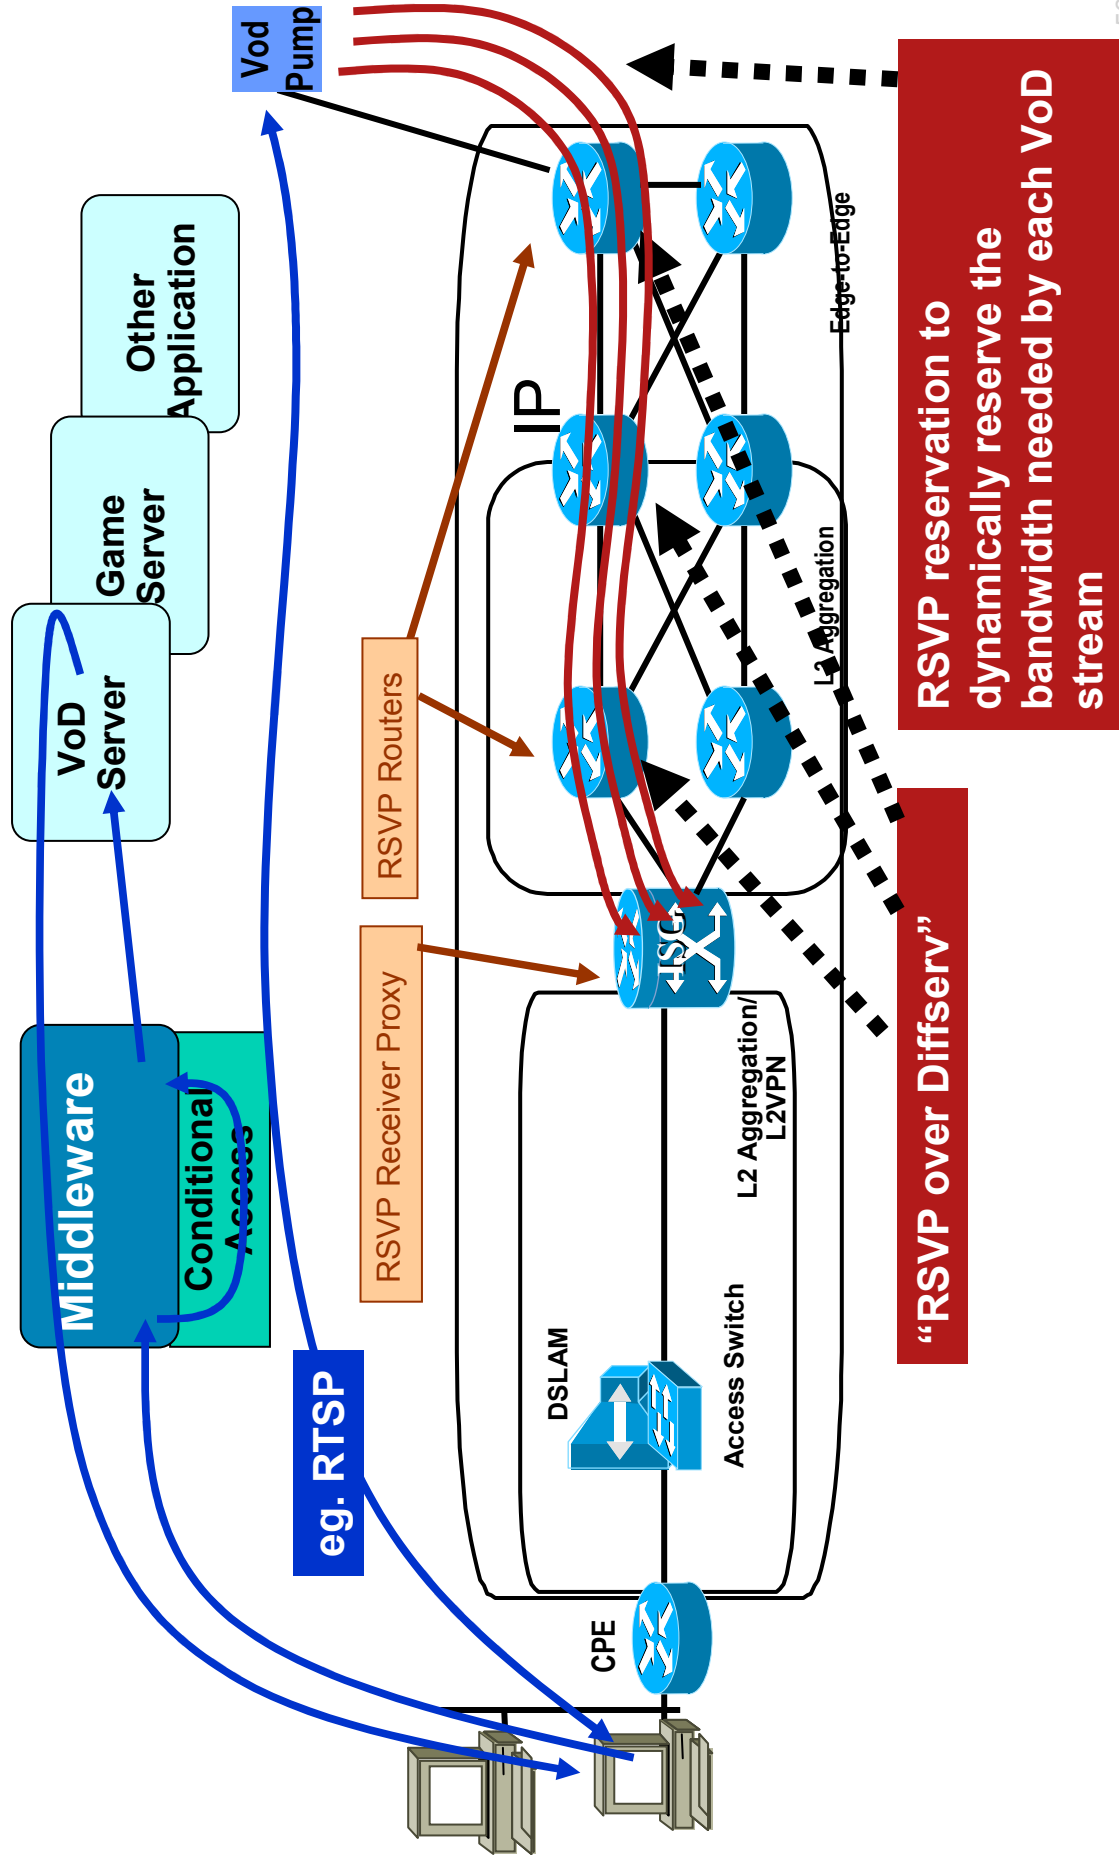 Middleware
VoD
Server
Game
Server
Other
Application
Conditional
Access
Vod
Pump
eg. RTSP
RSVP Receiver Proxy
RSVP Routers
IP
DSLAM
CPE
ISG
Access Switch
L2 Aggregation/
L2VPN
L2 Aggregation
Edge-to-Edge
“RSVP over Diffserv”
RSVP reservation to
dynamically reserve the
bandwidth needed by each VoD
stream